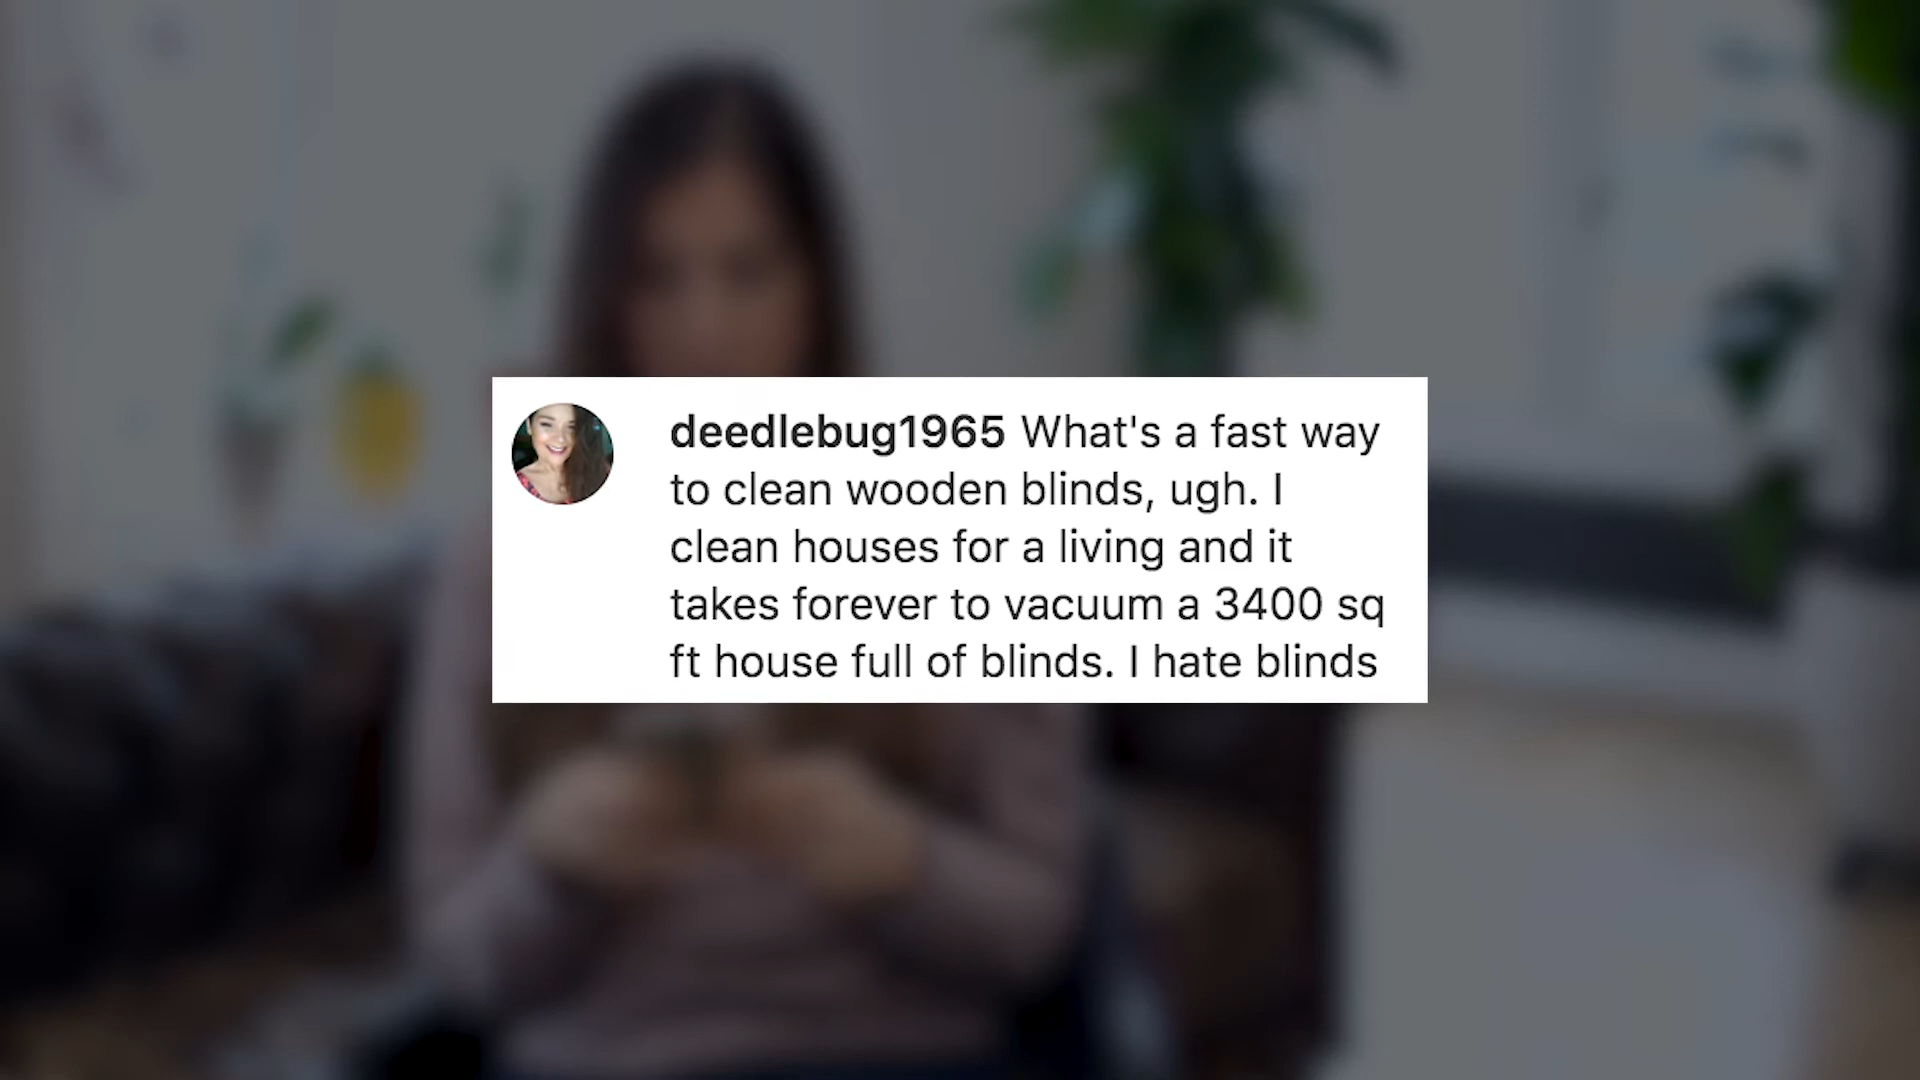 deedlebug1965 What's a fast way
to clean wooden blinds, ugh. I
clean houses for a living and it
takes forever to vacuum a 3400 sq
ft house full of blinds. I hate blinds